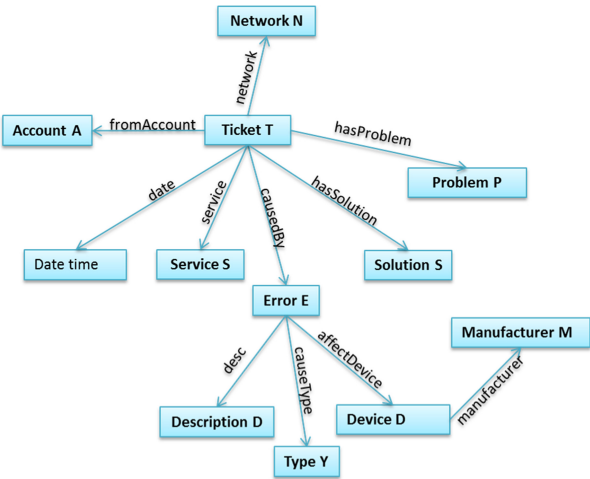 Network N
network
Account A
fromAccount
Ticket T
hasProblem
Problem P
date
service
causedBy
hasSolution
Date time
Service S
Solution S
Error E
Manufacturer M
desc
causeType
affectDevice
manufacturer
Description D
Device D
Type Y